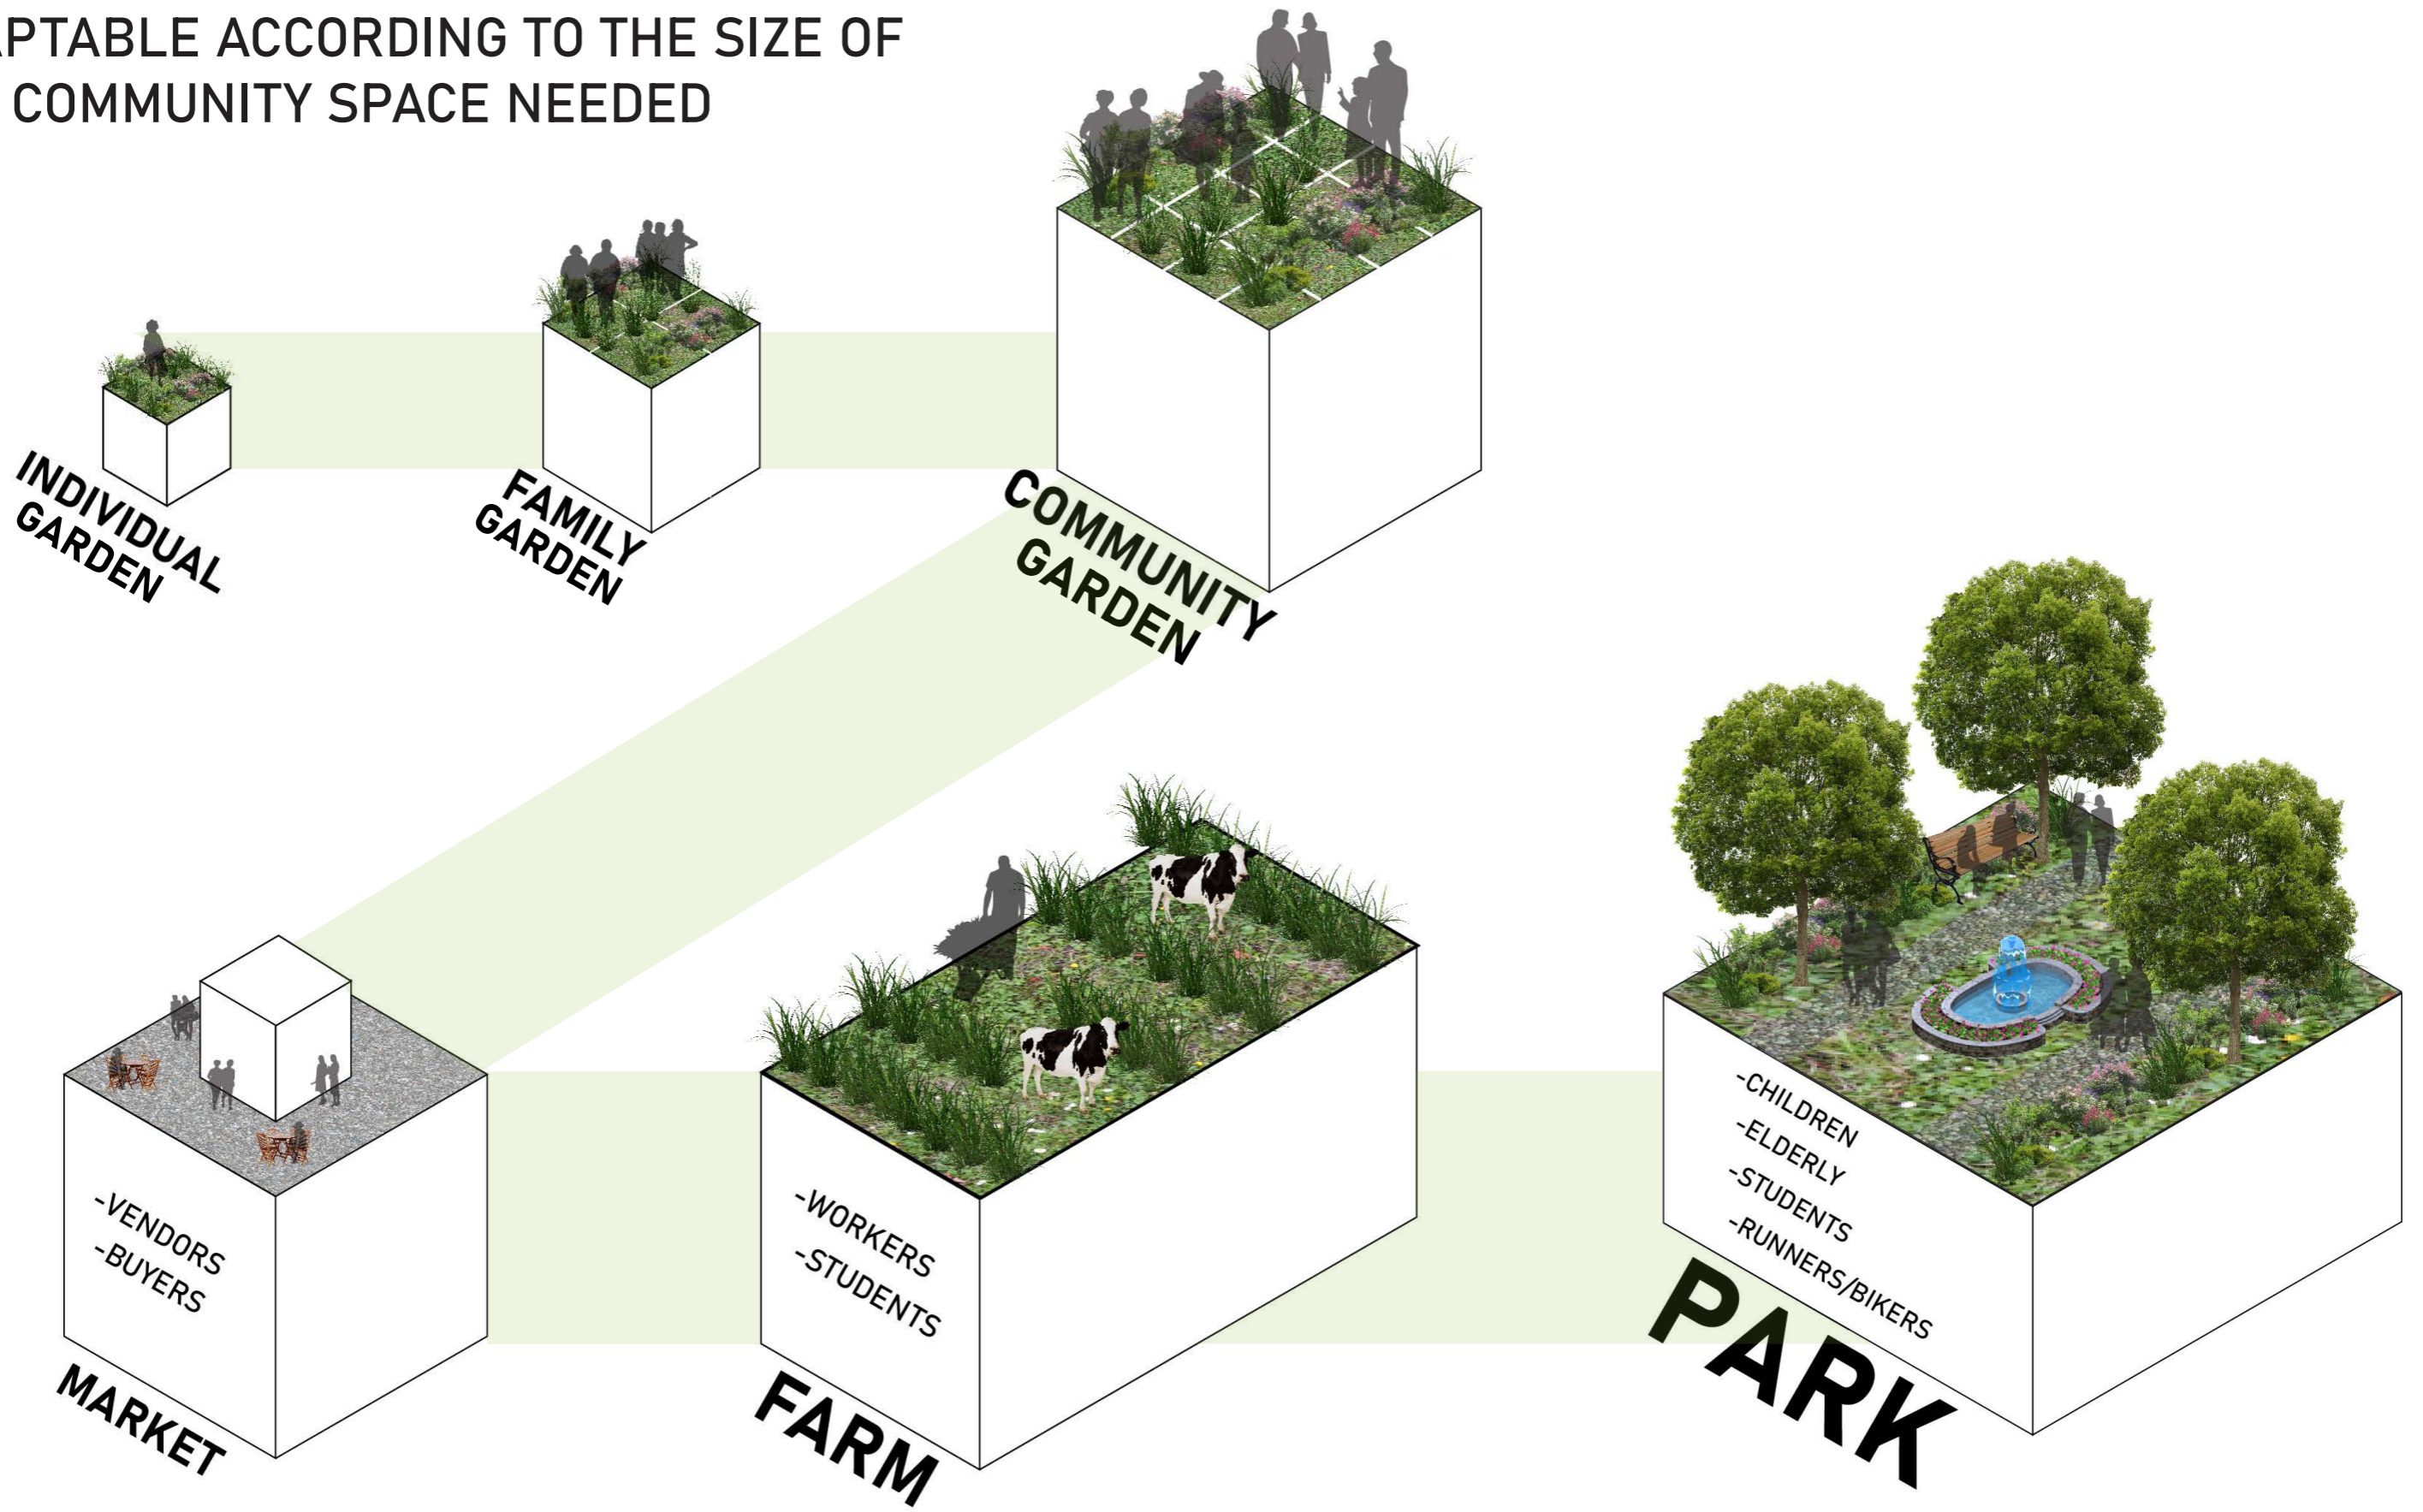 APTABLE ACCORDING TO THE SIZE OF
COMMUNITY SPACE NEEDED
INDIVIDUAL
GARDEN
FAMILY
GARDEN
COMMUNITY
GARDEN
-VENDORS
-BUYERS
MARKET
-WORKERS
-STUDENTS
FARM
-CHILDREN
-ELDERLY
-STUDENTS
-RUNNERS/BIKERS
PARK